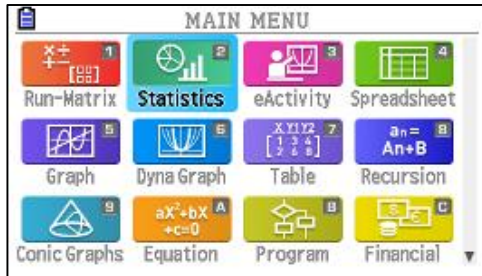 MAIN MENU
×÷ 1 2 3 4
+−
[88]
Run-Matrix Statistics eActivity Spreadsheet
5 6 X Y1 Y2 7 an= 8
[1 3 4 An+B
2 6 8]
Graph Dyna Graph Table Recursion
9 aX²+bX A B C
+c=0 $ €
Conic Graphs Equation Program Financial